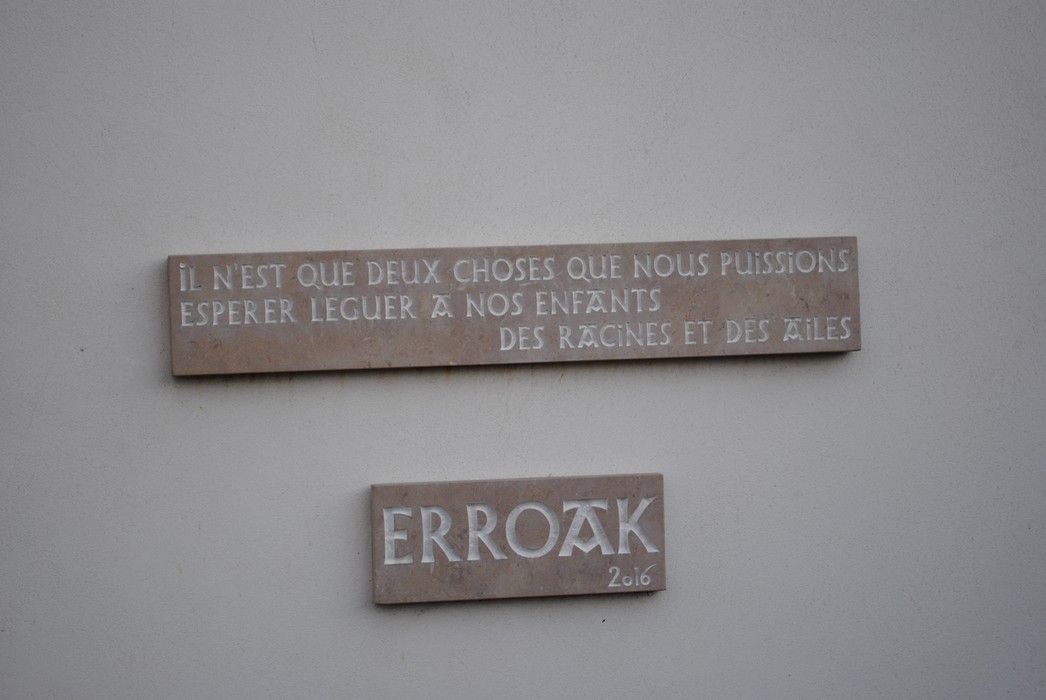 IL N'EST QUE DEUX CHOSES QUE NOUS PUISSIONS
ESPERER LEGUER A NOS ENFANTS
DES RACINES ET DES AILES
ERROAK
2016